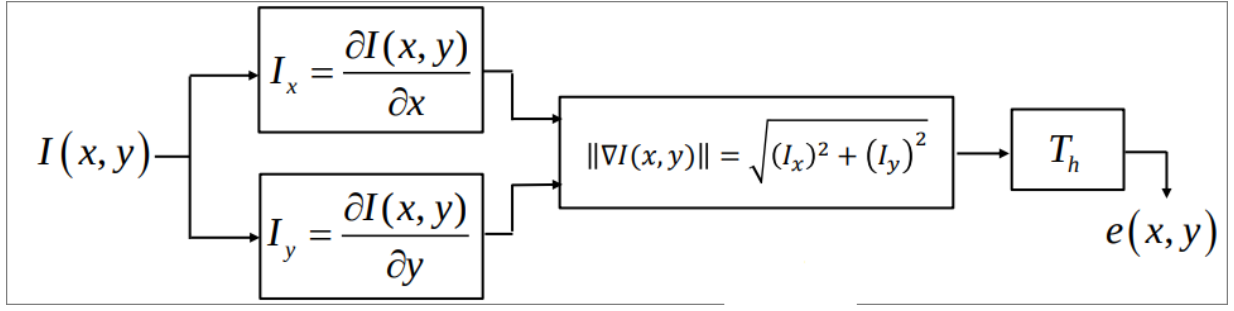 I(x, y)
I_x = ∂I(x, y) / ∂x
I_y = ∂I(x, y) / ∂y
‖∇I(x, y)‖ = √((I_x)² + (I_y)²)
T_h
e(x, y)